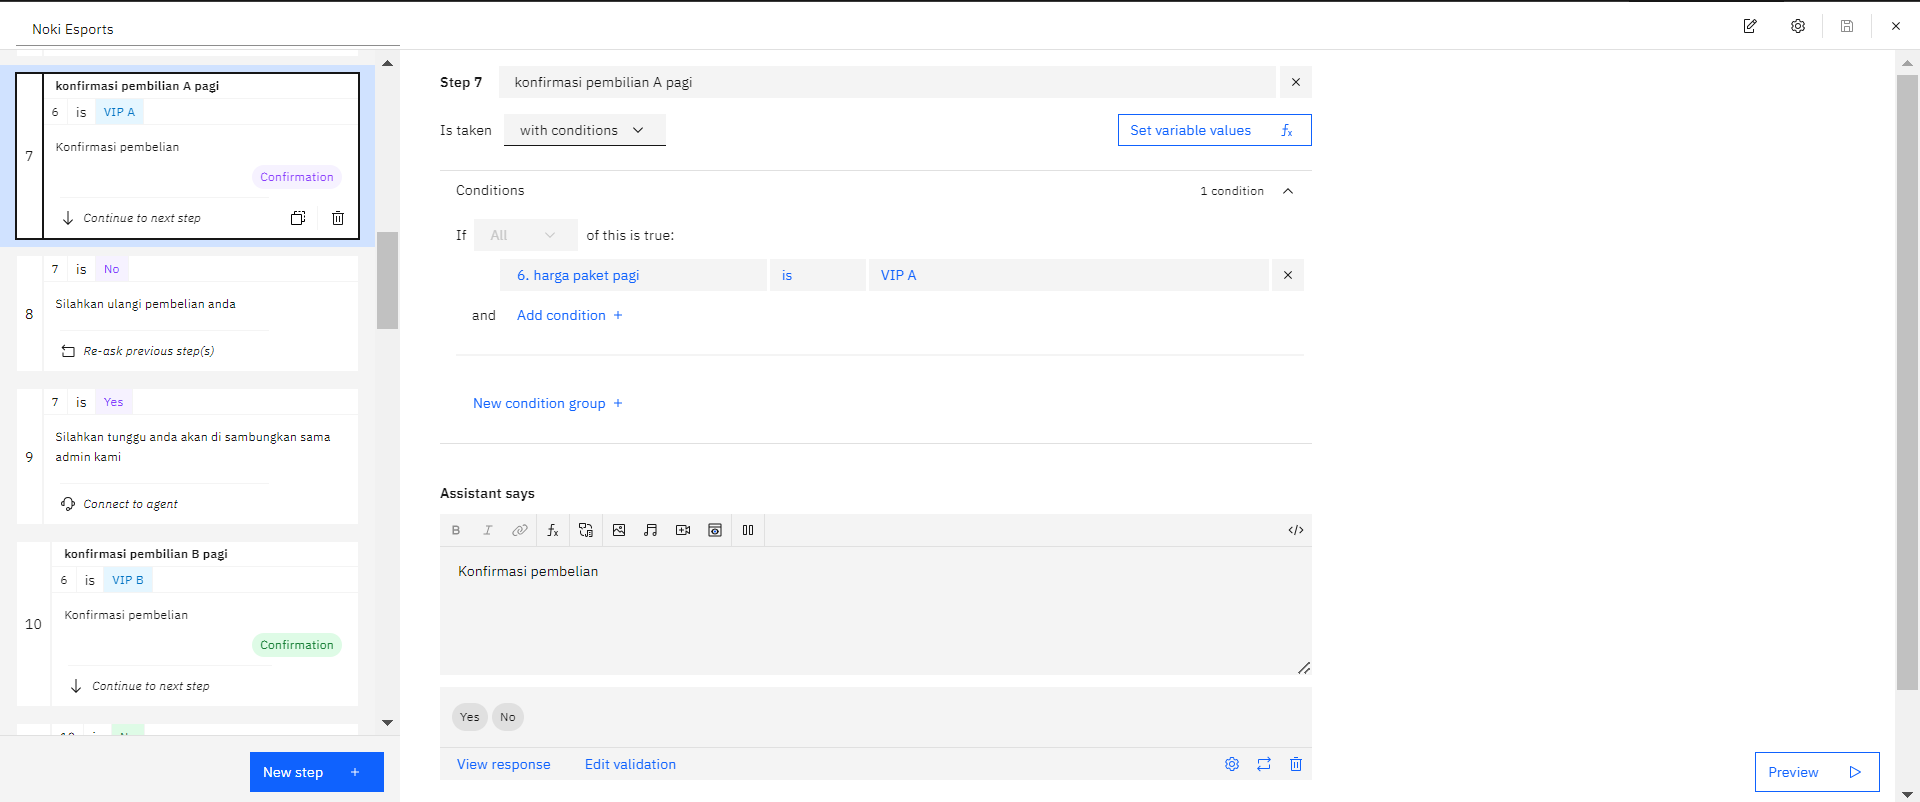 Noki Esports
konfirmasi pembilian A pagi
6 is VIP A
Konfirmasi pembelian
7
Confirmation
Continue to next step
7 is No
Silahkan ulangi pembelian anda
8
Re-ask previous step(s)
7 is Yes
Silahkan tunggu anda akan di sambungkan sama
admin kami
9
Connect to agent
konfirmasi pembilian B pagi
6 is VIP B
Konfirmasi pembelian
10
Confirmation
Continue to next step
New step +
Step 7 konfirmasi pembilian A pagi
Is taken with conditions
Set variable values fx
Conditions 1 condition
If All of this is true:
6. harga paket pagi is VIP A
and Add condition +
New condition group +
Assistant says
B I fx </>
Konfirmasi pembelian
Yes No
View response Edit validation
Preview